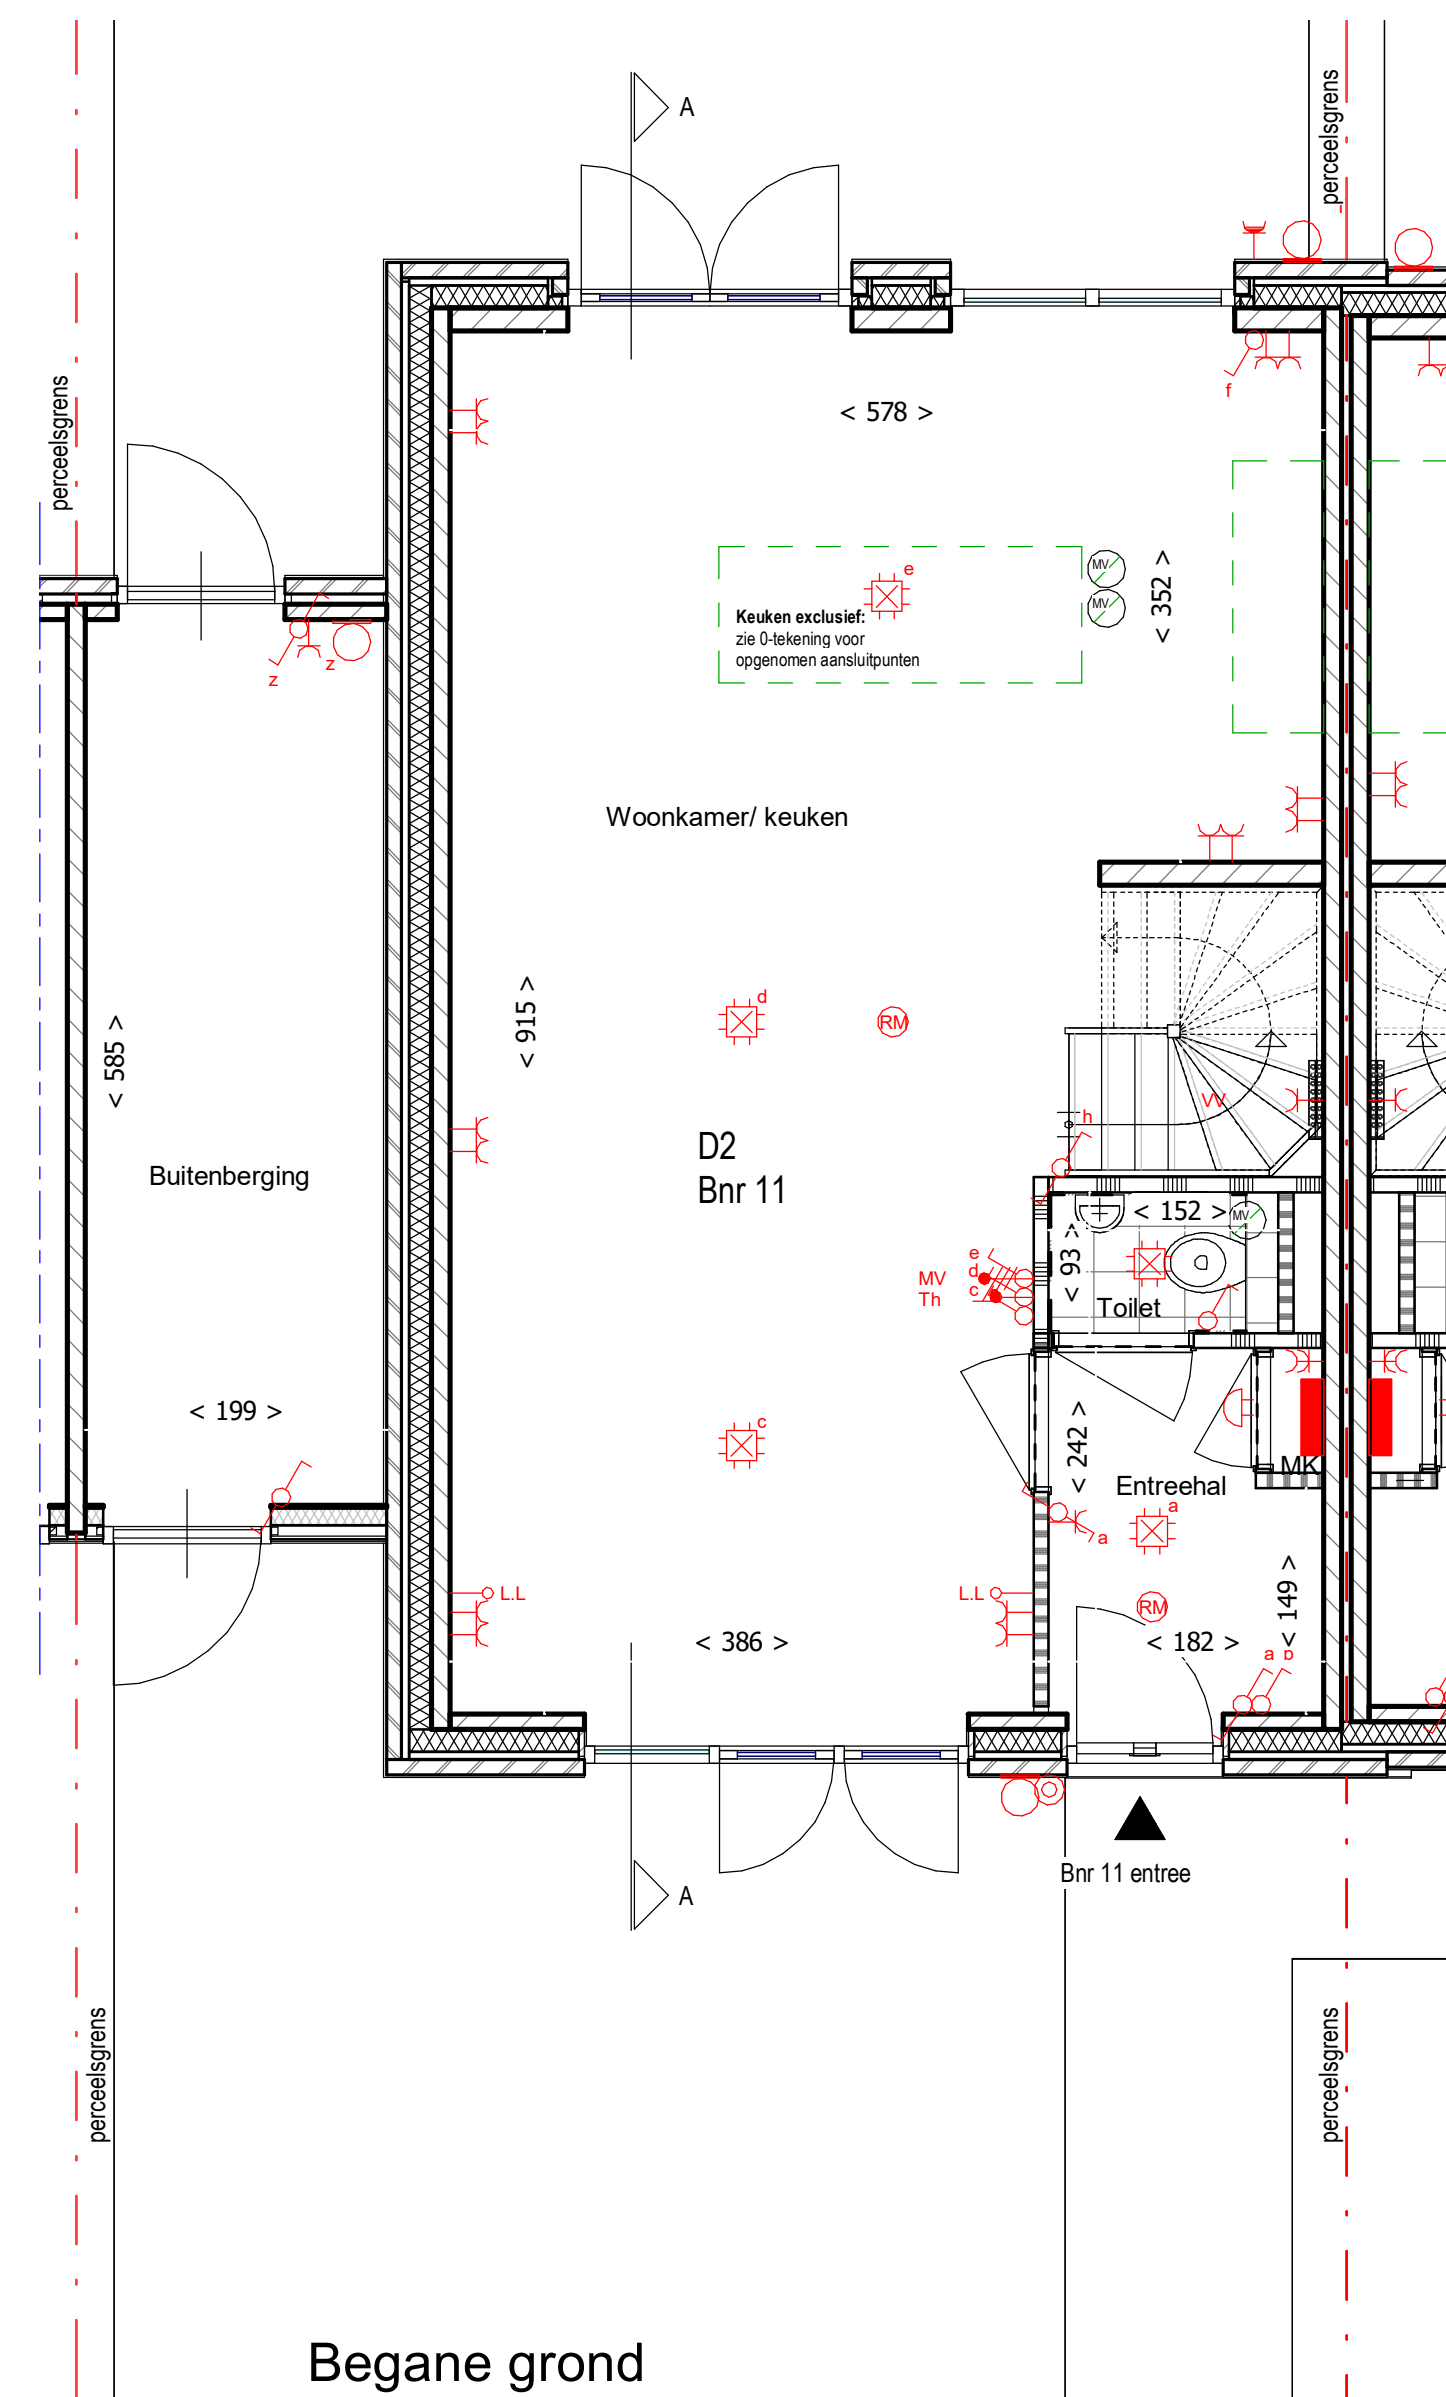 A
perceelsgrens
perceelsgrens
f
< 578 >
e
MV
MV
< 352 >
Keuken exclusief:
zie 0-tekening voor
opgenomen aansluitpunten
z
z
Woonkamer/ keuken
d
RM
< 915 >
< 585 >
VV
h
D2
Bnr 11
Buitenberging
< 152 >
MV
< 93 >
e
d
c
MV
Th
Toilet
< 199 >
c
< 242 >
MK
Entreehal
a
a
L.L
L.L
RM
< 149 >
< 386 >
< 182 >
a
b
Bnr 11 entree
A
perceelsgrens
perceelsgrens
Begane grond